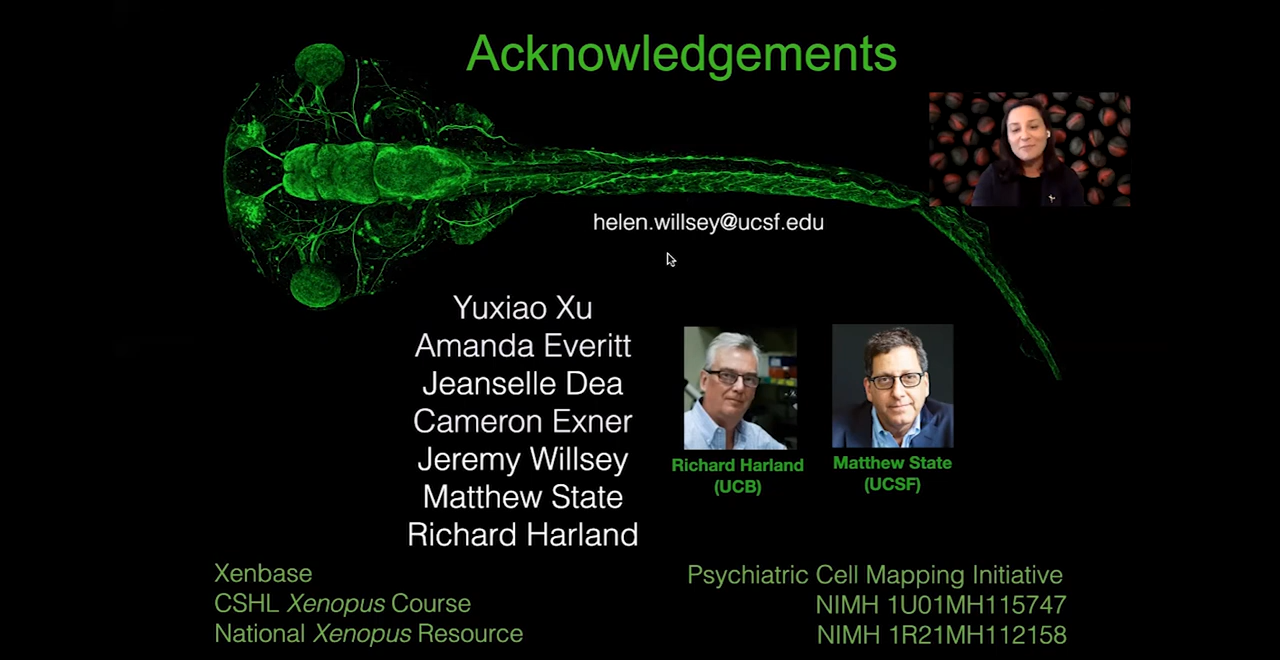 Acknowledgements
helen.willsey@ucsf.edu
Yuxiao Xu
Amanda Everitt
Jeanselle Dea
Cameron Exner
Jeremy Willsey
Matthew State
Richard Harland
Richard Harland
(UCB)
Matthew State
(UCSF)
Xenbase
CSHL Xenopus Course
National Xenopus Resource
Psychiatric Cell Mapping Initiative
NIMH 1U01MH115747
NIMH 1R21MH112158